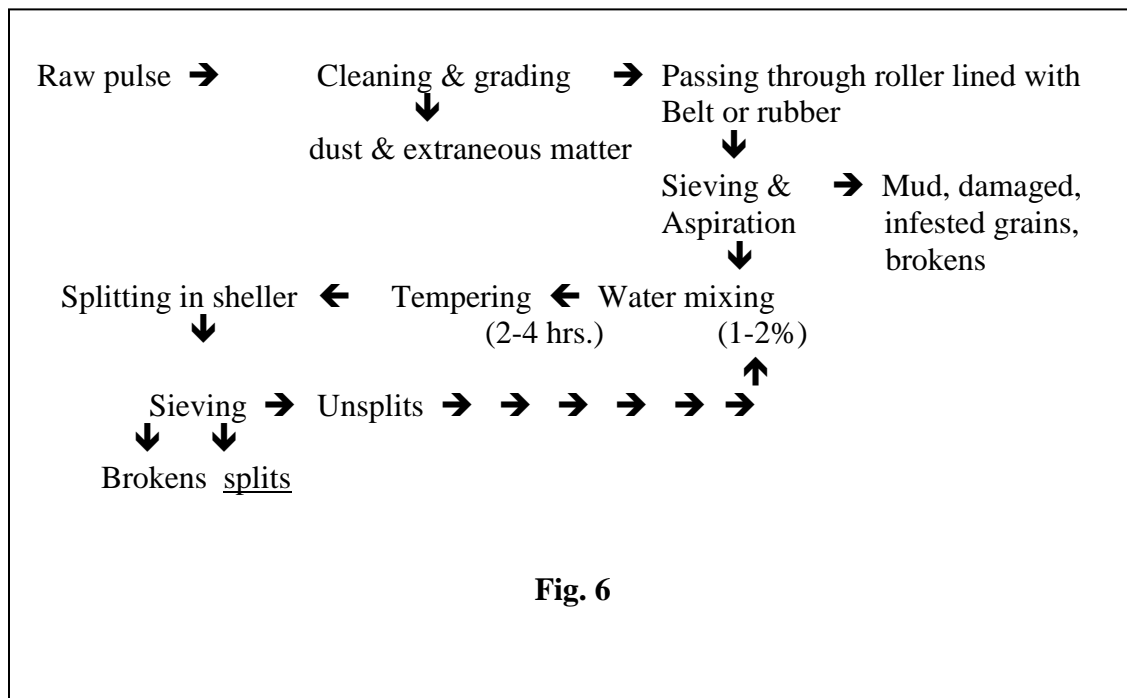 Raw pulse → Cleaning & grading → Passing through roller lined with
↓ Belt or rubber
dust & extraneous matter ↓
Sieving & → Mud, damaged,
Aspiration infested grains,
↓ brokens
Splitting in sheller ← Tempering ← Water mixing
↓ (2-4 hrs.) (1-2%)
↑
Sieving → Unsplits → → → → → →
↓ ↓
Brokens splits
Fig. 6